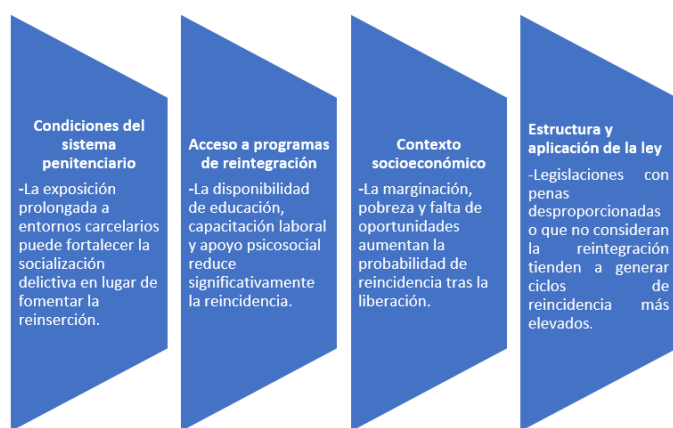 Condiciones del
sistema
penitenciario
-La exposición
prolongada a
entornos carcelarios
puede fortalecer la
socialización
delictiva en lugar de
fomentar la
reinserción.
Acceso a programas
de reintegración
-La disponibilidad
de educación,
capacitación laboral
y apoyo psicosocial
reduce
significativamente
la reincidencia.
Contexto
socioeconómico
-La marginación,
pobreza y falta de
oportunidades
aumentan la
probabilidad de
reincidencia tras la
liberación.
Estructura y
aplicación de la ley
-Legislaciones con
penas
desproporcionadas
o que no consideran
la reintegración
tienden a generar
ciclos de
reincidencia más
elevados.